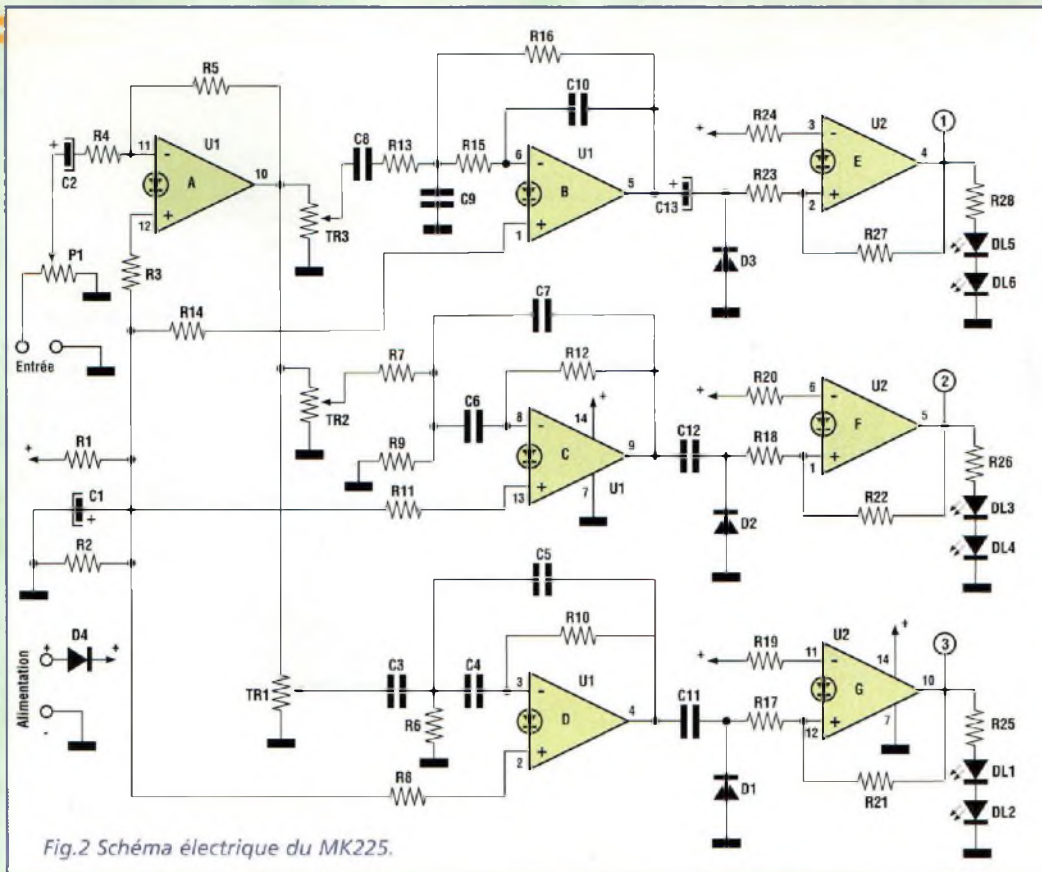 R16
R5
C10
R4
11
-
U1
C8
R13
R15
6
-
U1
+
R24
3
-
U2
1
+
C2
A
10
B
5
+
C13
R23
E
4
12
+
TR3
C9
1
+
2
+
R28
P1
R3
D3
R27
DL5
DL6
R14
C7
Entrée
R7
R12
+
R20
6
-
U2
2
TR2
C6
8
-
14
+
C12
R18
F
5
+
R1
R9
C
9
1
+
R26
C1
+
R11
13
+
7
U1
D2
R22
DL3
R2
DL4
C5
Alimentation
+
D4
+
-
R10
+
R19
11
-
U2
+
3
14
TR1
C3
C4
3
-
U1
C11
R17
G
10
R6
D
4
12
+
7
R25
2
+
D1
R21
DL1
R8
DL2
Fig.2 Schéma électrique du MK225.